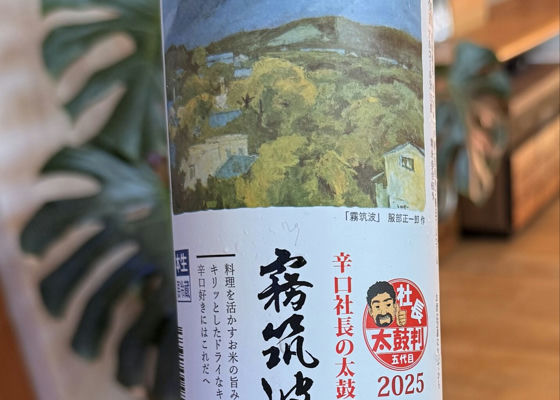 「霧筑波」 服部正一郎 作
社長
太鼓判
五代目
2025
辛口社長の太鼓
霧筑波
料理を活かすお米の旨み
キリッとしたドライなキ
辛口好きにはこれだヘ
本生